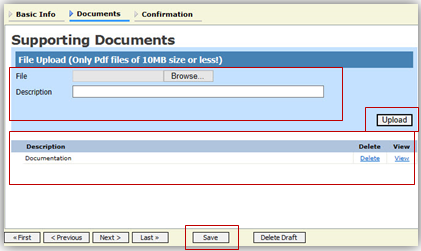 Basic Info Documents Confirmation
Supporting Documents
File Upload (Only Pdf files of 10MB size or less!)
File Browse...
Description
Upload
Description Delete View
Documentation Delete View
« First < Previous Next > Last » Save Delete Draft